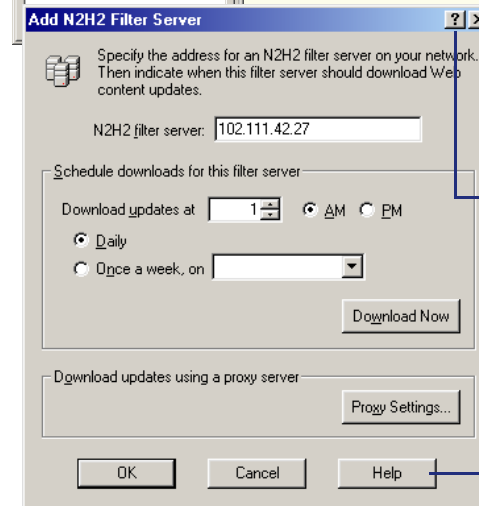 Add N2H2 Filter Server
Specify the address for an N2H2 filter server on your network.
Then indicate when this filter server should download Web
content updates.
N2H2 filter server: 102.111.42.27
Schedule downloads for this filter server
Download updates at 1 AM PM
Daily
Once a week, on
Download Now
Download updates using a proxy server
Proxy Settings...
OK Cancel Help